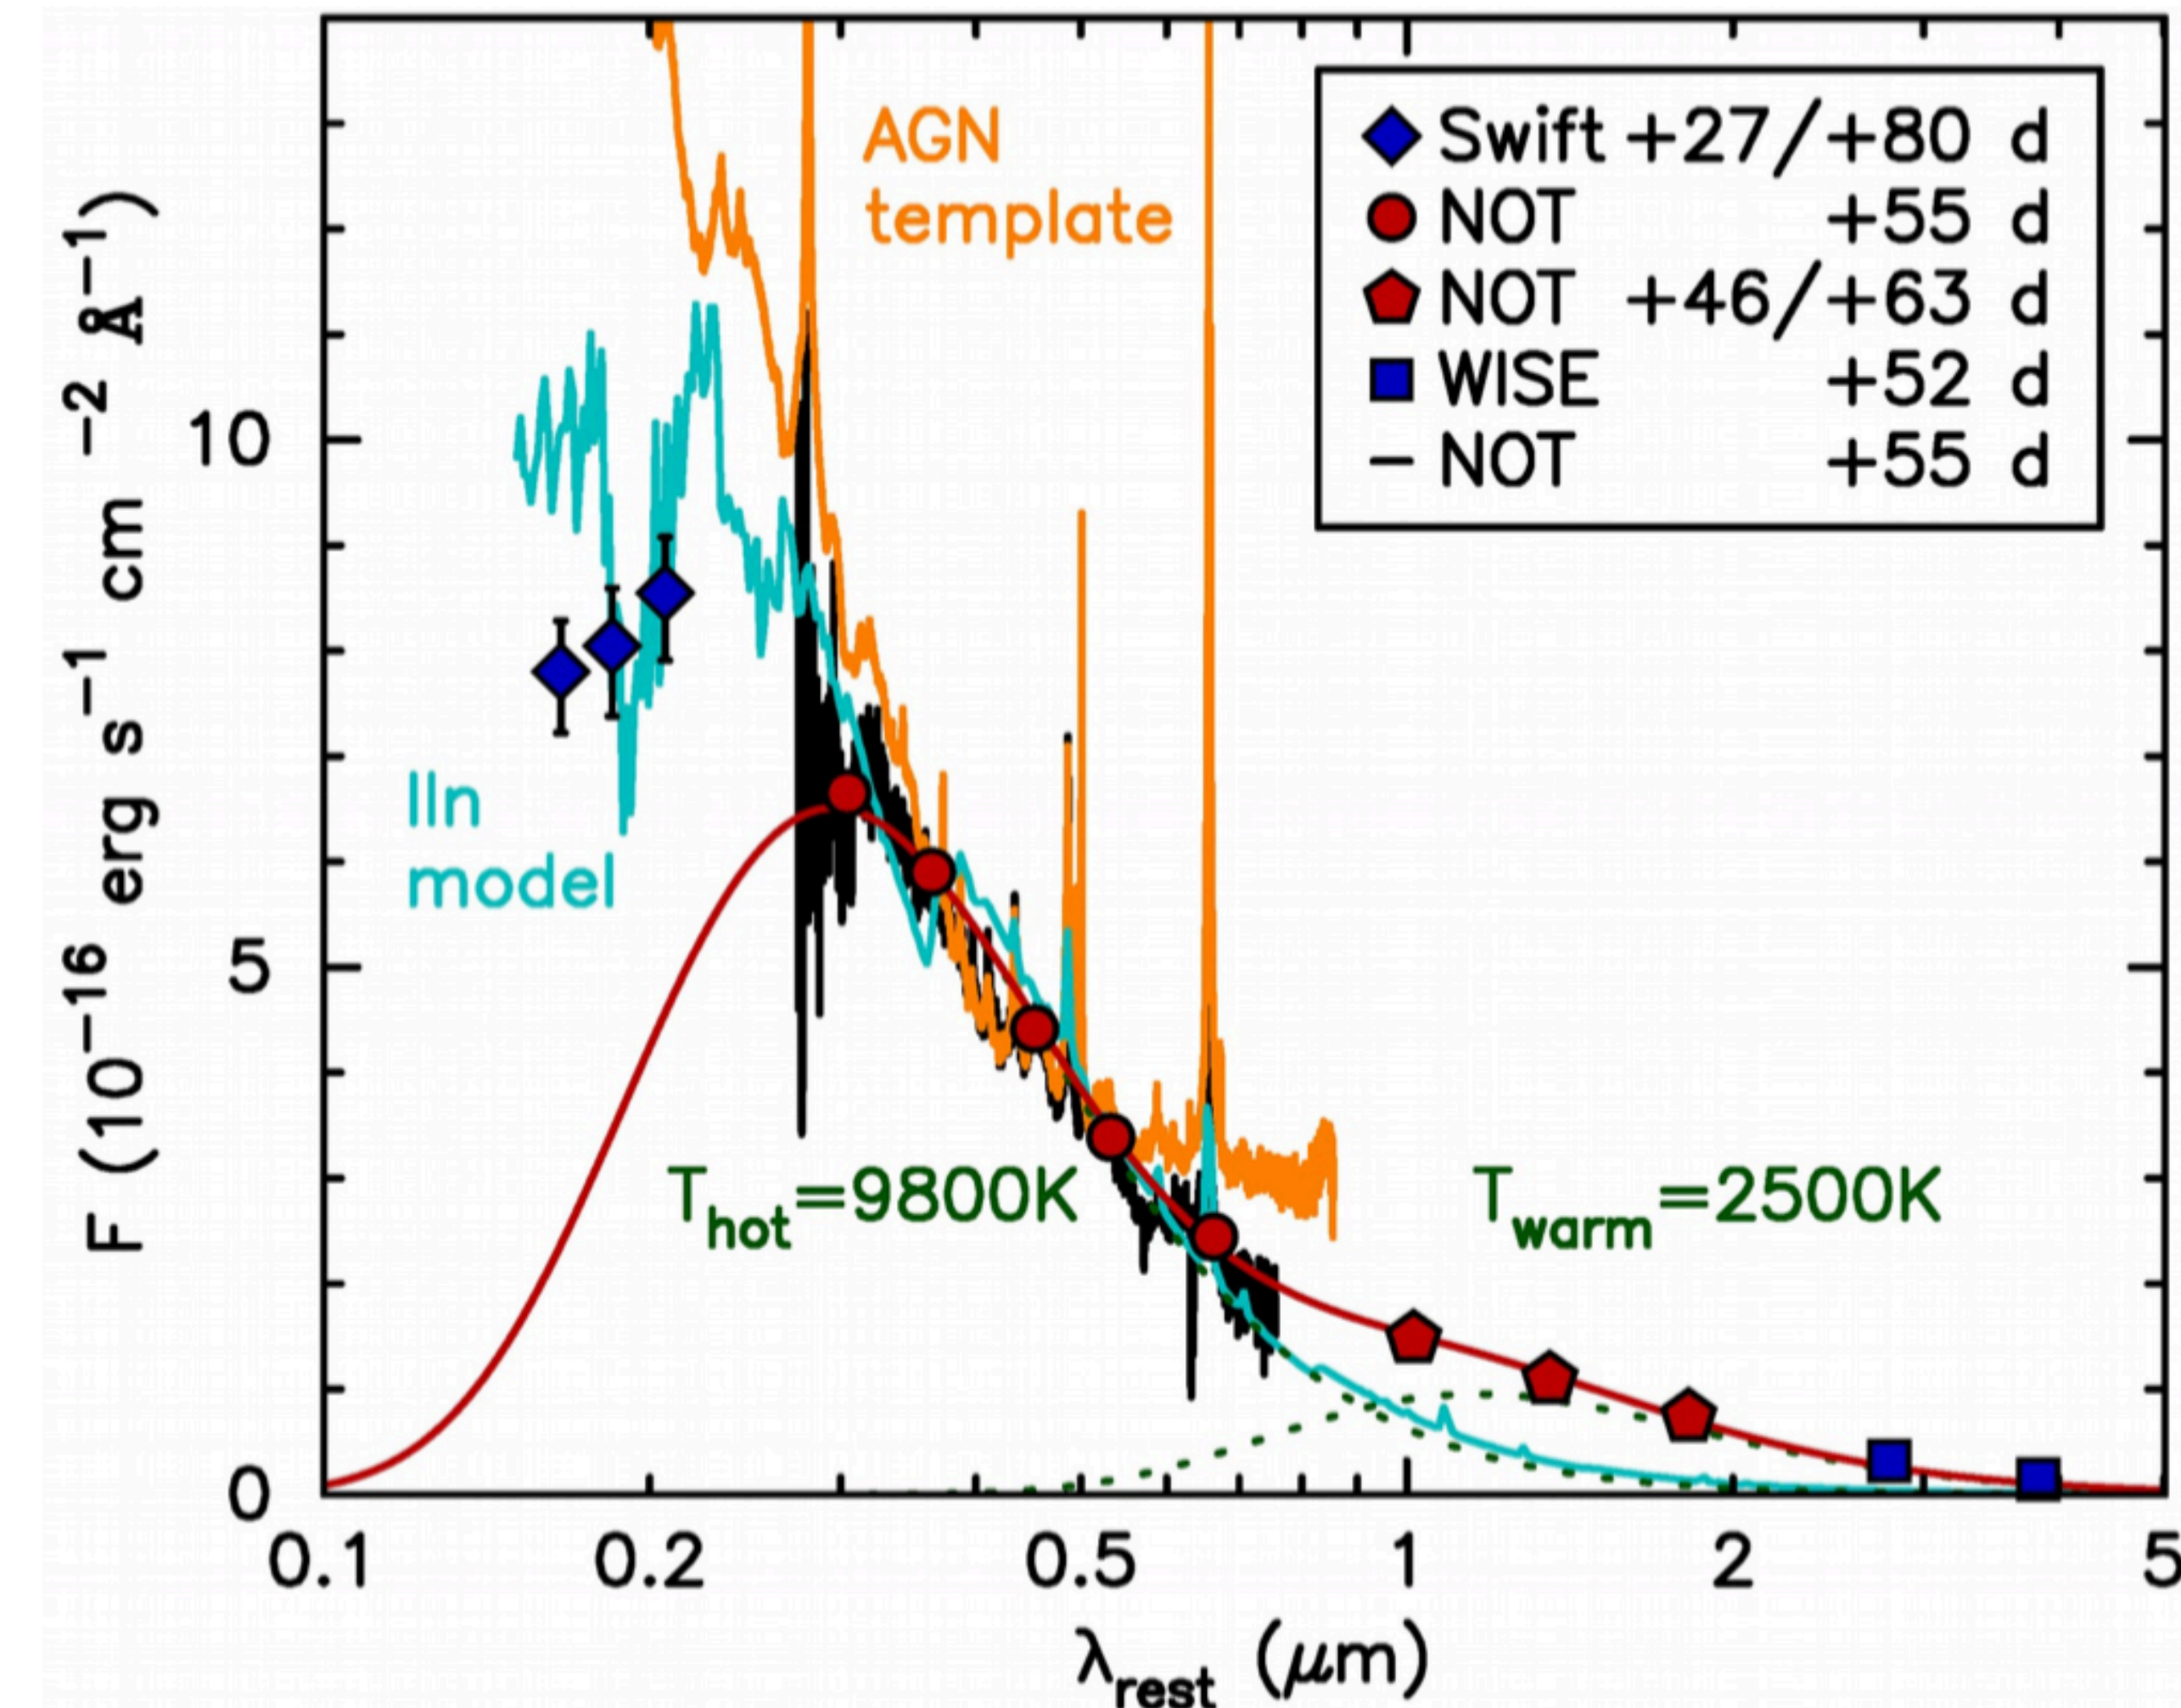 AGN
template
Swift +27/+80 d
NOT +55 d
NOT +46/+63 d
WISE +52 d
– NOT +55 d
F (10⁻¹⁶ erg s⁻¹ cm ⁻² Å⁻¹)
10
5
0
IIn
model
T_hot=9800K
T_warm=2500K
0.1 0.2 0.5 1 2 5
λ_rest (μm)